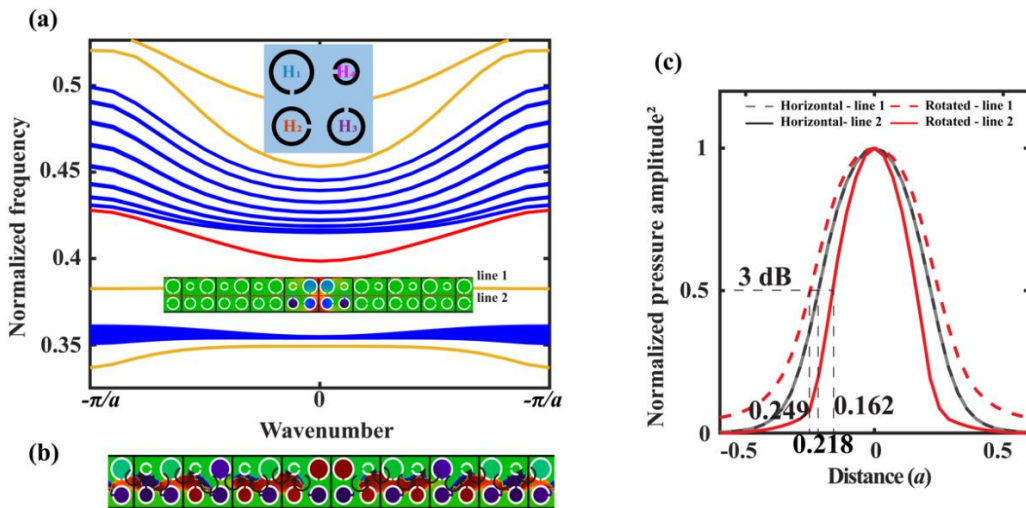 (a)
0.5
0.45
0.4
0.35
Normalized frequency
H₁
H₄
H₂
H₃
line 1
line 2
-π/a
0
-π/a
Wavenumber
(b)
(c)
Horizontal - line 1
Rotated - line 1
Horizontal- line 2
Rotated - line 2
1
0.5
0
Normalized pressure amplitude²
3 dB
0.249
0.162
0.218
-0.5
0
0.5
Distance (a)